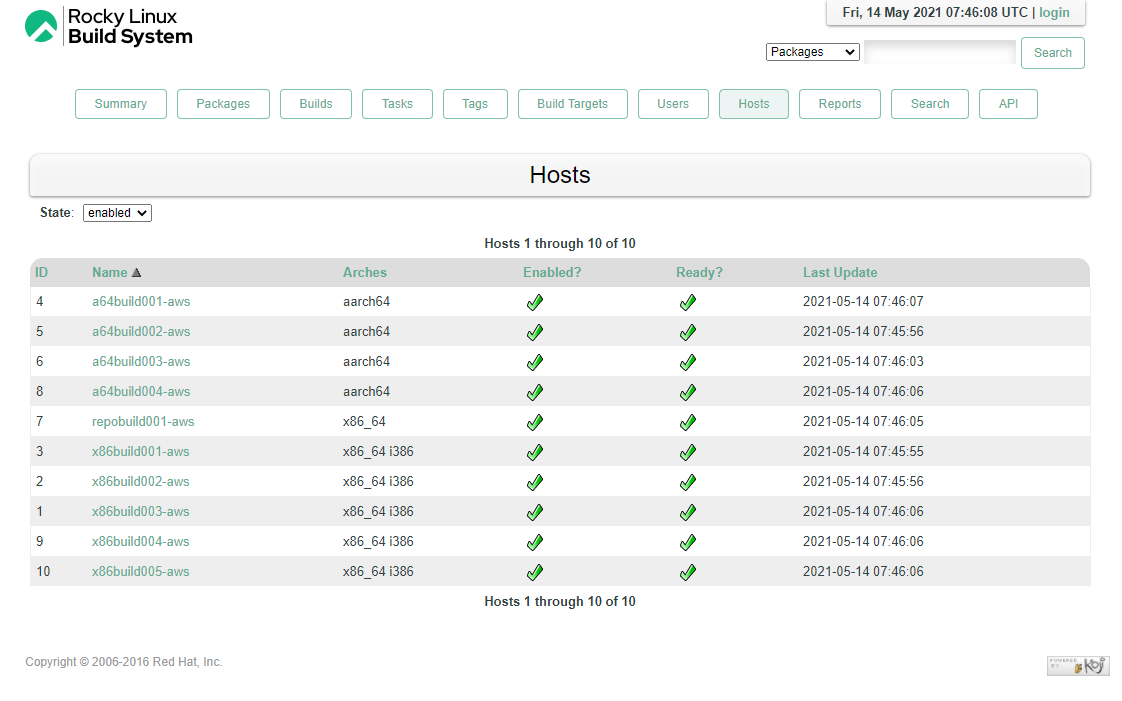 Rocky Linux
Build System
Fri, 14 May 2021 07:46:08 UTC | login
Packages
Search
Summary Packages Builds Tasks Tags Build Targets Users Hosts Reports Search API
Hosts
State: enabled
Hosts 1 through 10 of 10
ID Name Arches Enabled? Ready? Last Update
4 a64build001-aws aarch64 2021-05-14 07:46:07
5 a64build002-aws aarch64 2021-05-14 07:45:56
6 a64build003-aws aarch64 2021-05-14 07:46:03
8 a64build004-aws aarch64 2021-05-14 07:46:06
7 repobuild001-aws x86_64 2021-05-14 07:46:05
3 x86build001-aws x86_64 i386 2021-05-14 07:45:55
2 x86build002-aws x86_64 i386 2021-05-14 07:45:56
1 x86build003-aws x86_64 i386 2021-05-14 07:46:06
9 x86build004-aws x86_64 i386 2021-05-14 07:46:06
10 x86build005-aws x86_64 i386 2021-05-14 07:46:06
Hosts 1 through 10 of 10
Copyright © 2006-2016 Red Hat, Inc.
POWERED
BY koji